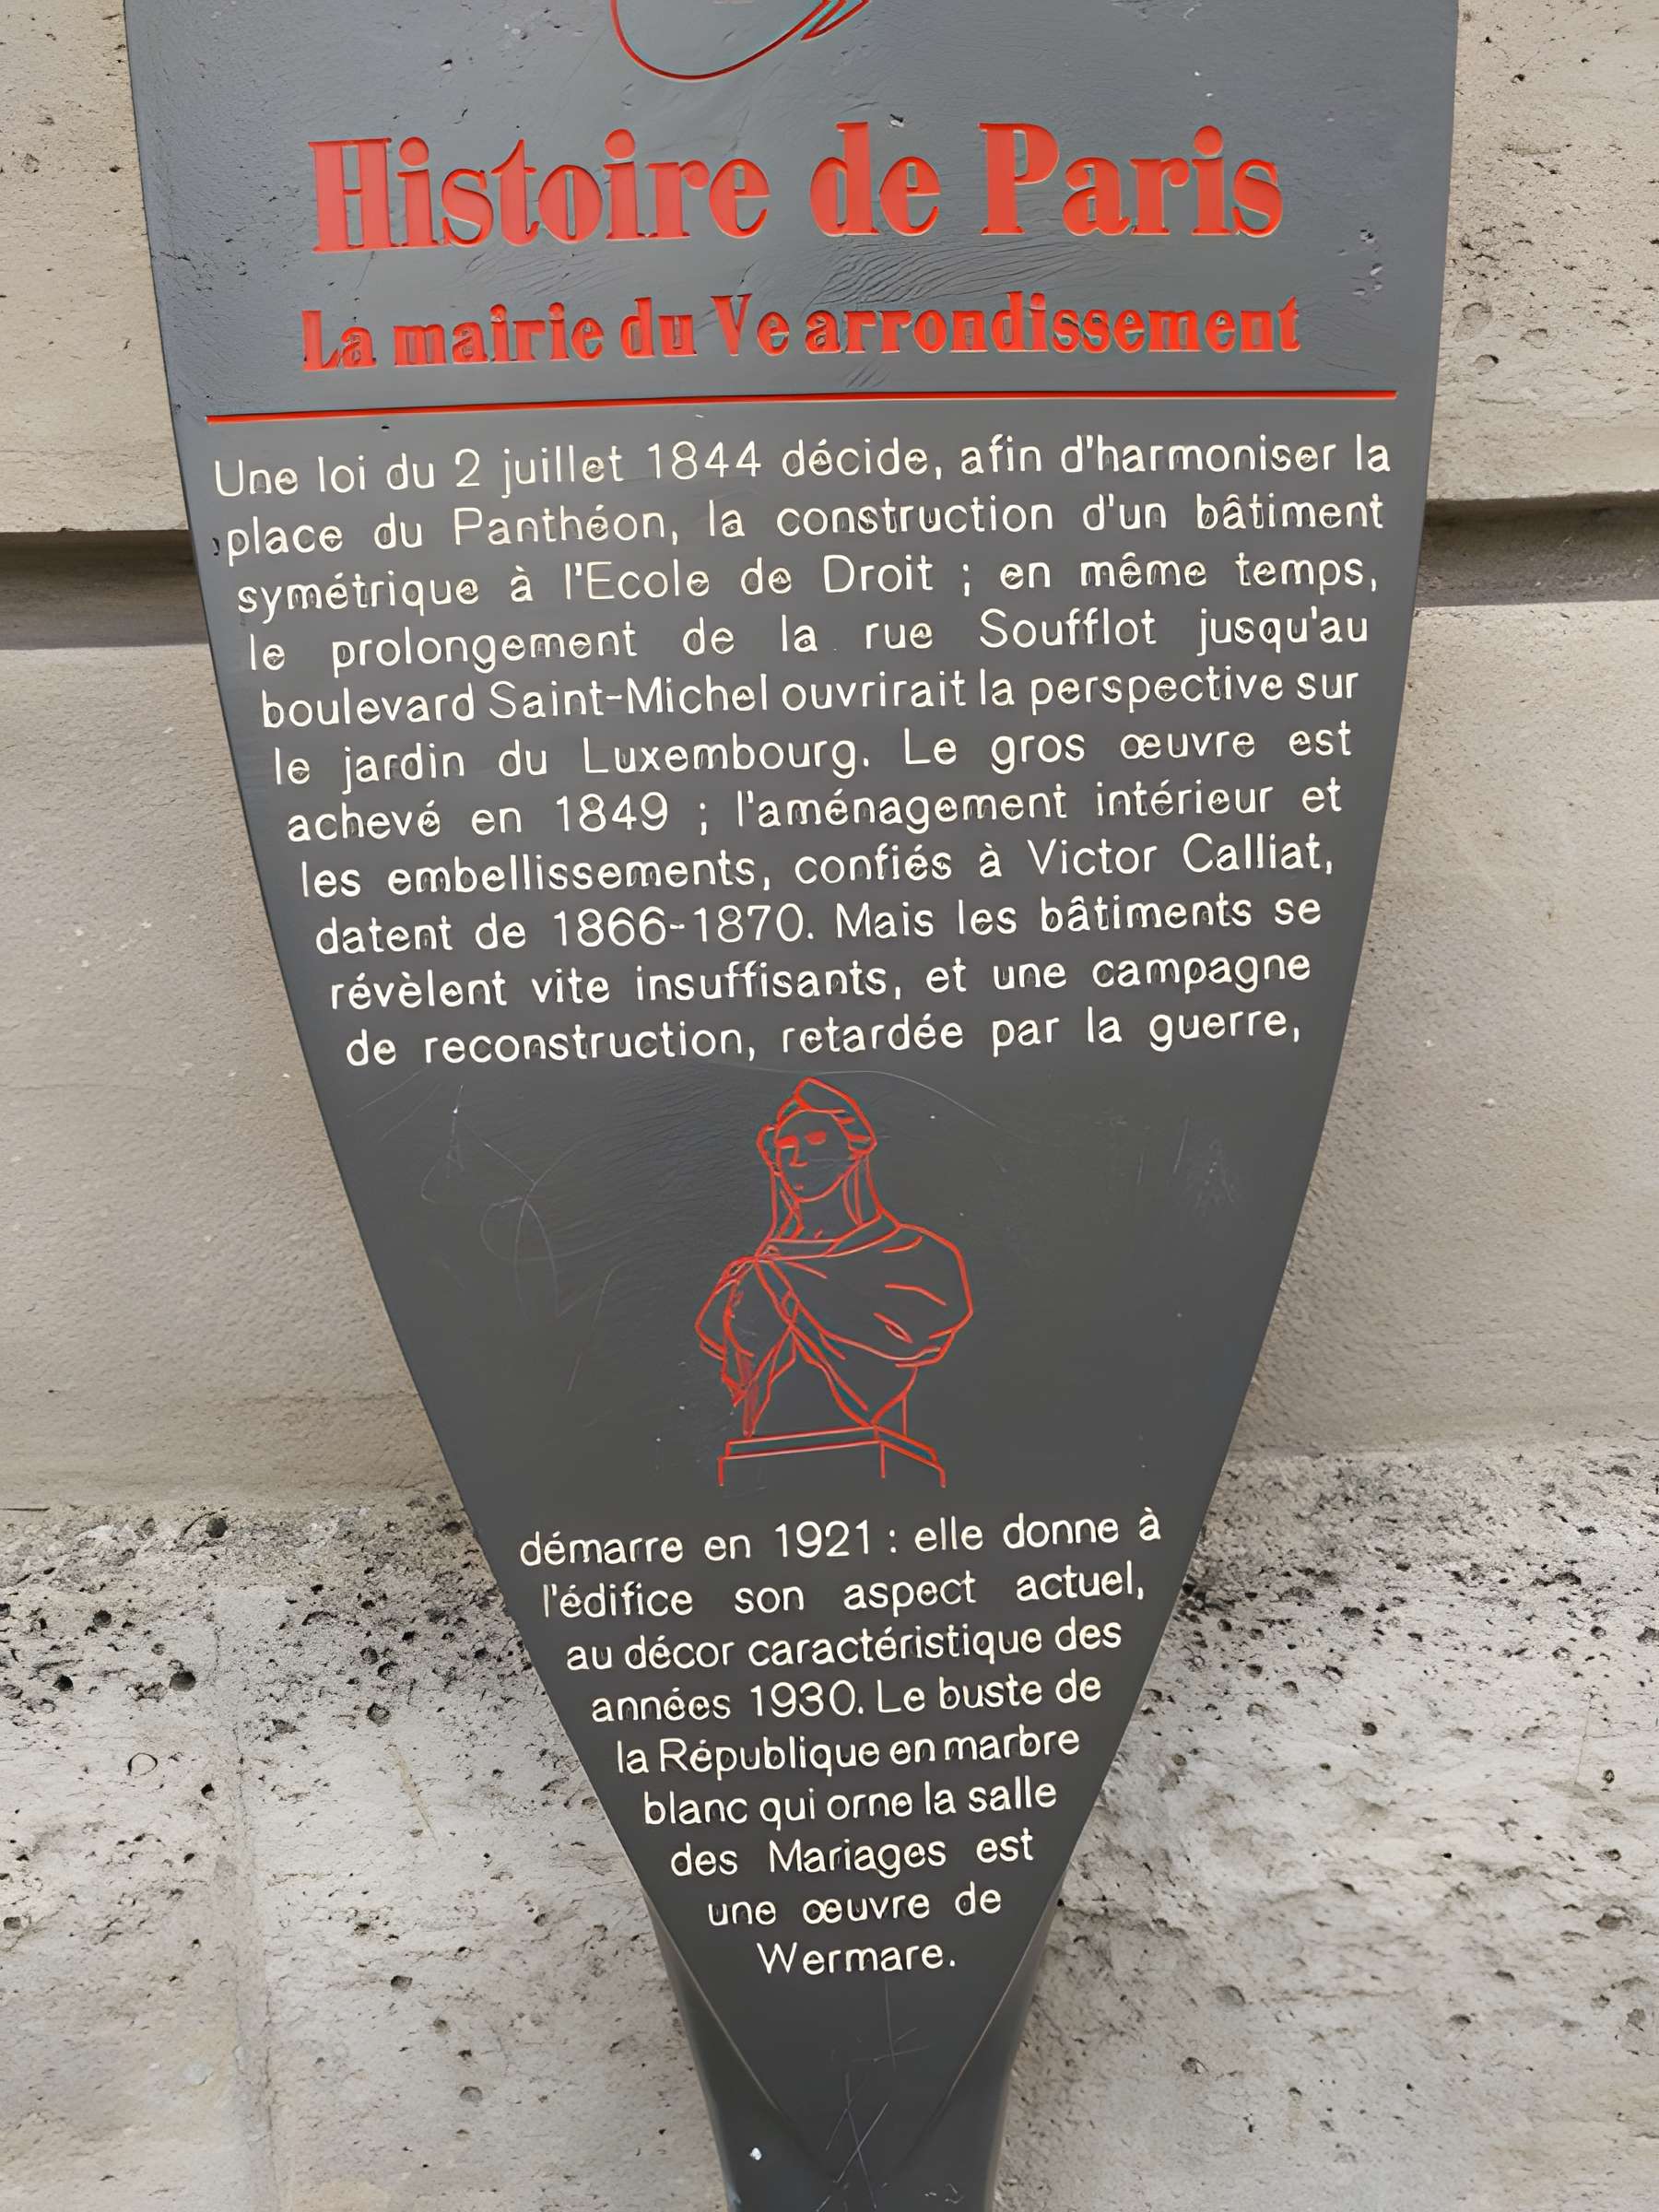 Histoire de Paris
La mairie du Ve arrondissement
Une loi du 2 juillet 1844 décide, afin d'harmoniser la
place du Panthéon, la construction d'un bâtiment
symétrique à l'Ecole de Droit ; en même temps,
le prolongement de la rue Soufflot jusqu'au
boulevard Saint-Michel ouvrirait la perspective sur
le jardin du Luxembourg. Le gros œuvre est
achevé en 1849 ; l'aménagement intérieur et
les embellissements, confiés à Victor Calliat,
datent de 1866-1870. Mais les bâtiments se
révèlent vite insuffisants, et une campagne
de reconstruction, retardée par la guerre,
démarre en 1921 : elle donne à
l'édifice son aspect actuel,
au décor caractéristique des
années 1930. Le buste de
la République en marbre
blanc qui orne la salle
des Mariages est
une œuvre de
Wermare.